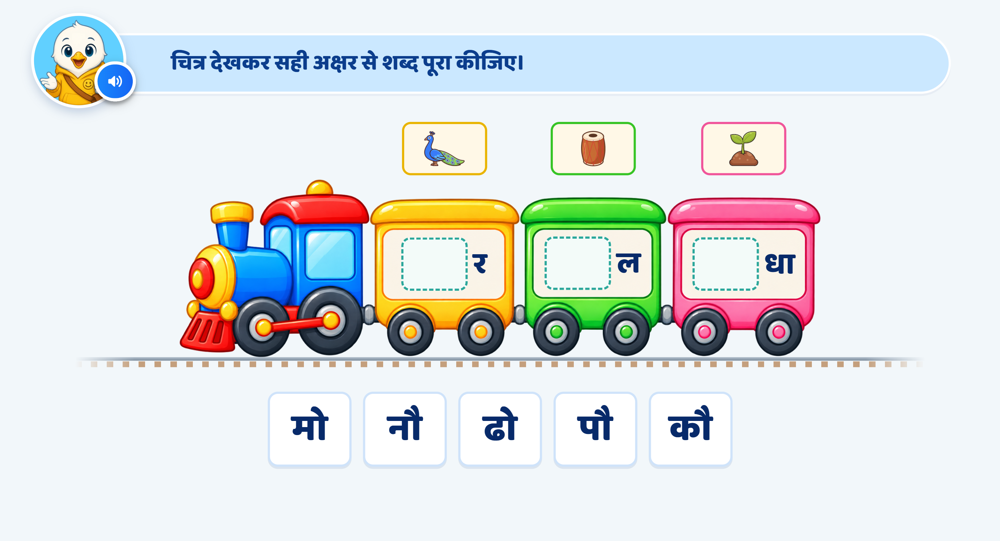 चित्र देखकर सही अक्षर से शब्द पूरा कीजिए।
र
ल
धा
मो
नौ
ढो
पौ
कौ